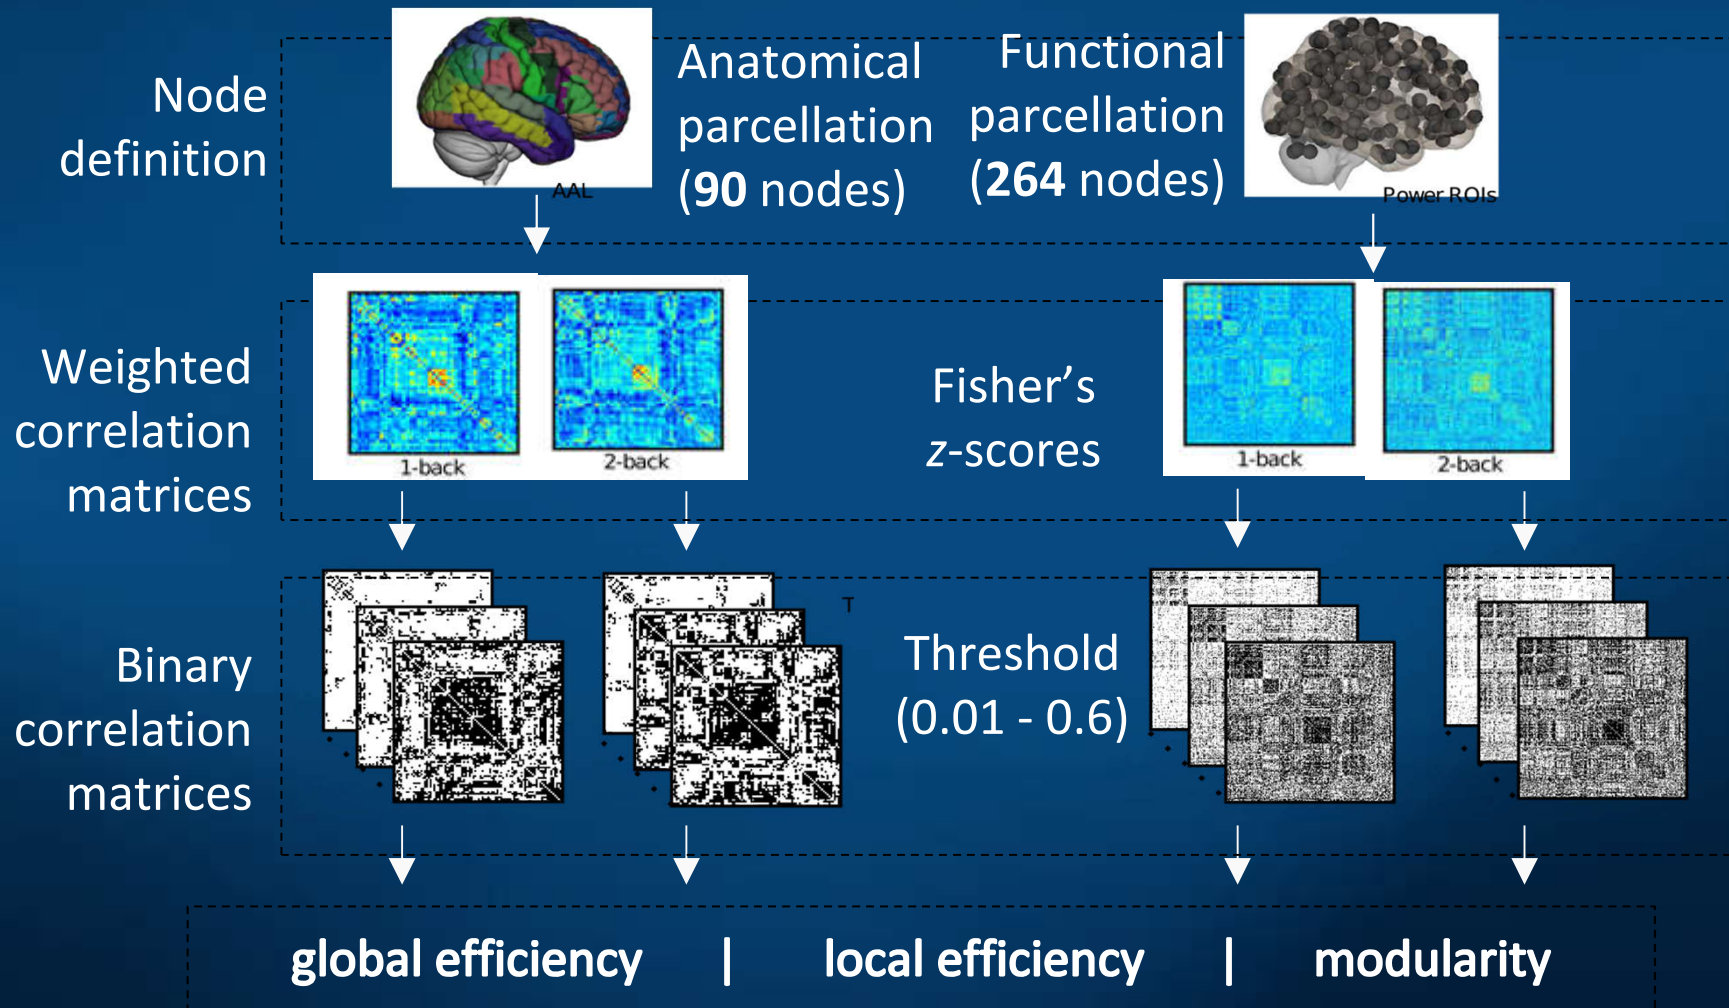 Node
definition
AAL
Anatomical
parcellation
(90 nodes)
Functional
parcellation
(264 nodes)
Power ROIs
Weighted
correlation
matrices
1-back
2-back
Fisher’s
z-scores
1-back
2-back
Binary
correlation
matrices
T
Threshold
(0.01 - 0.6)
global efficiency | local efficiency | modularity